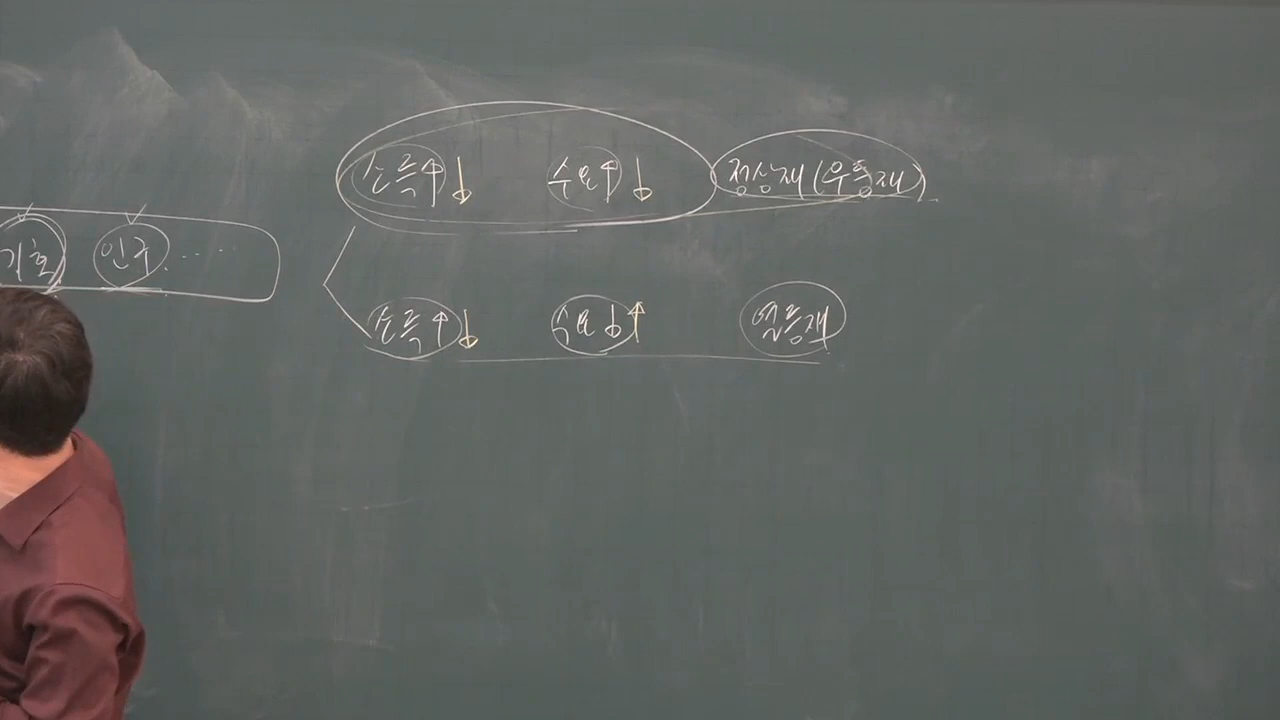 소득↑↓ 수요↑↓ 정상재(우등재)
기호 인구 ......
소득↑↓ 수요↓↑ 열등재